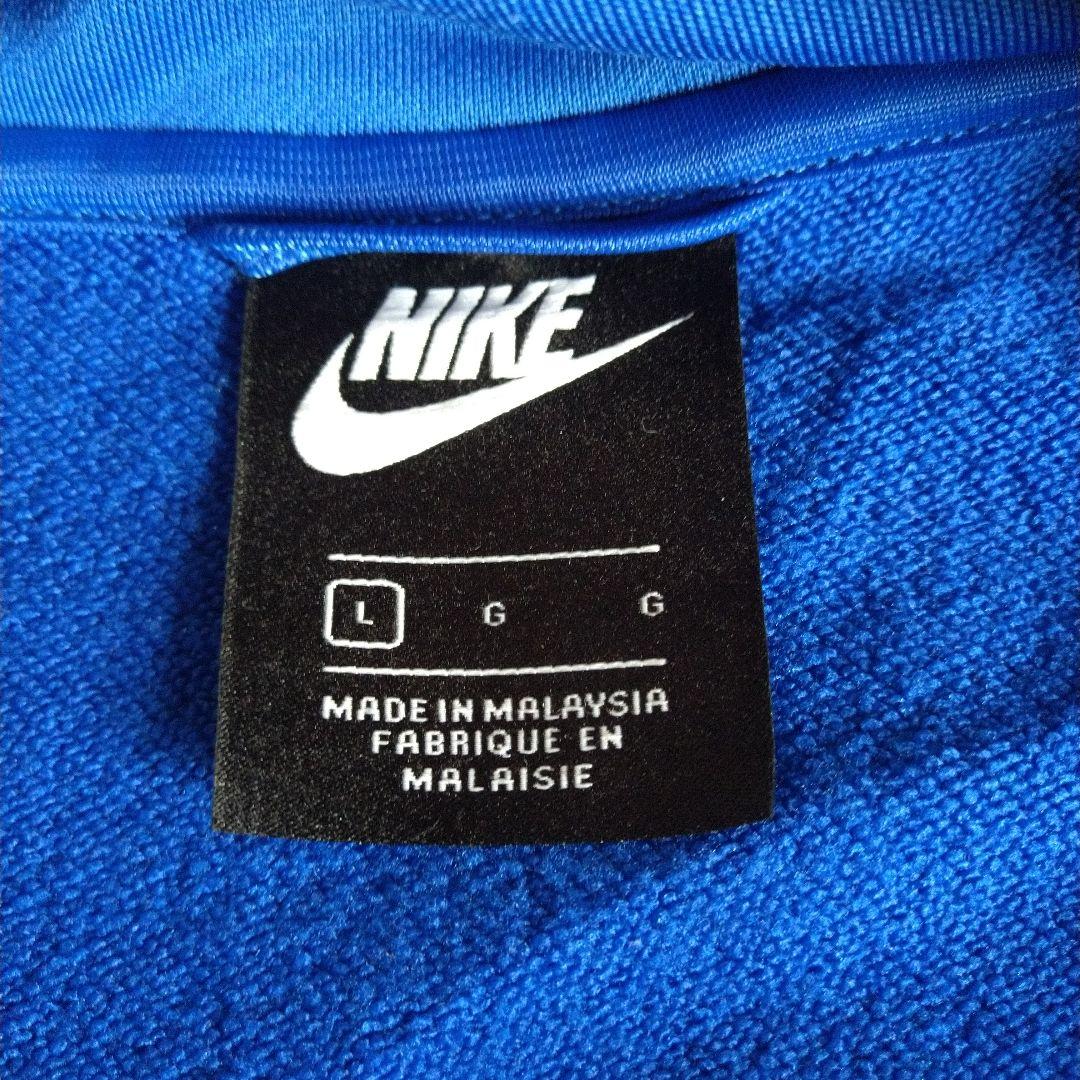 NIKE
L G G
MADE IN MALAYSIA
FABRIQUE EN
MALAISIE